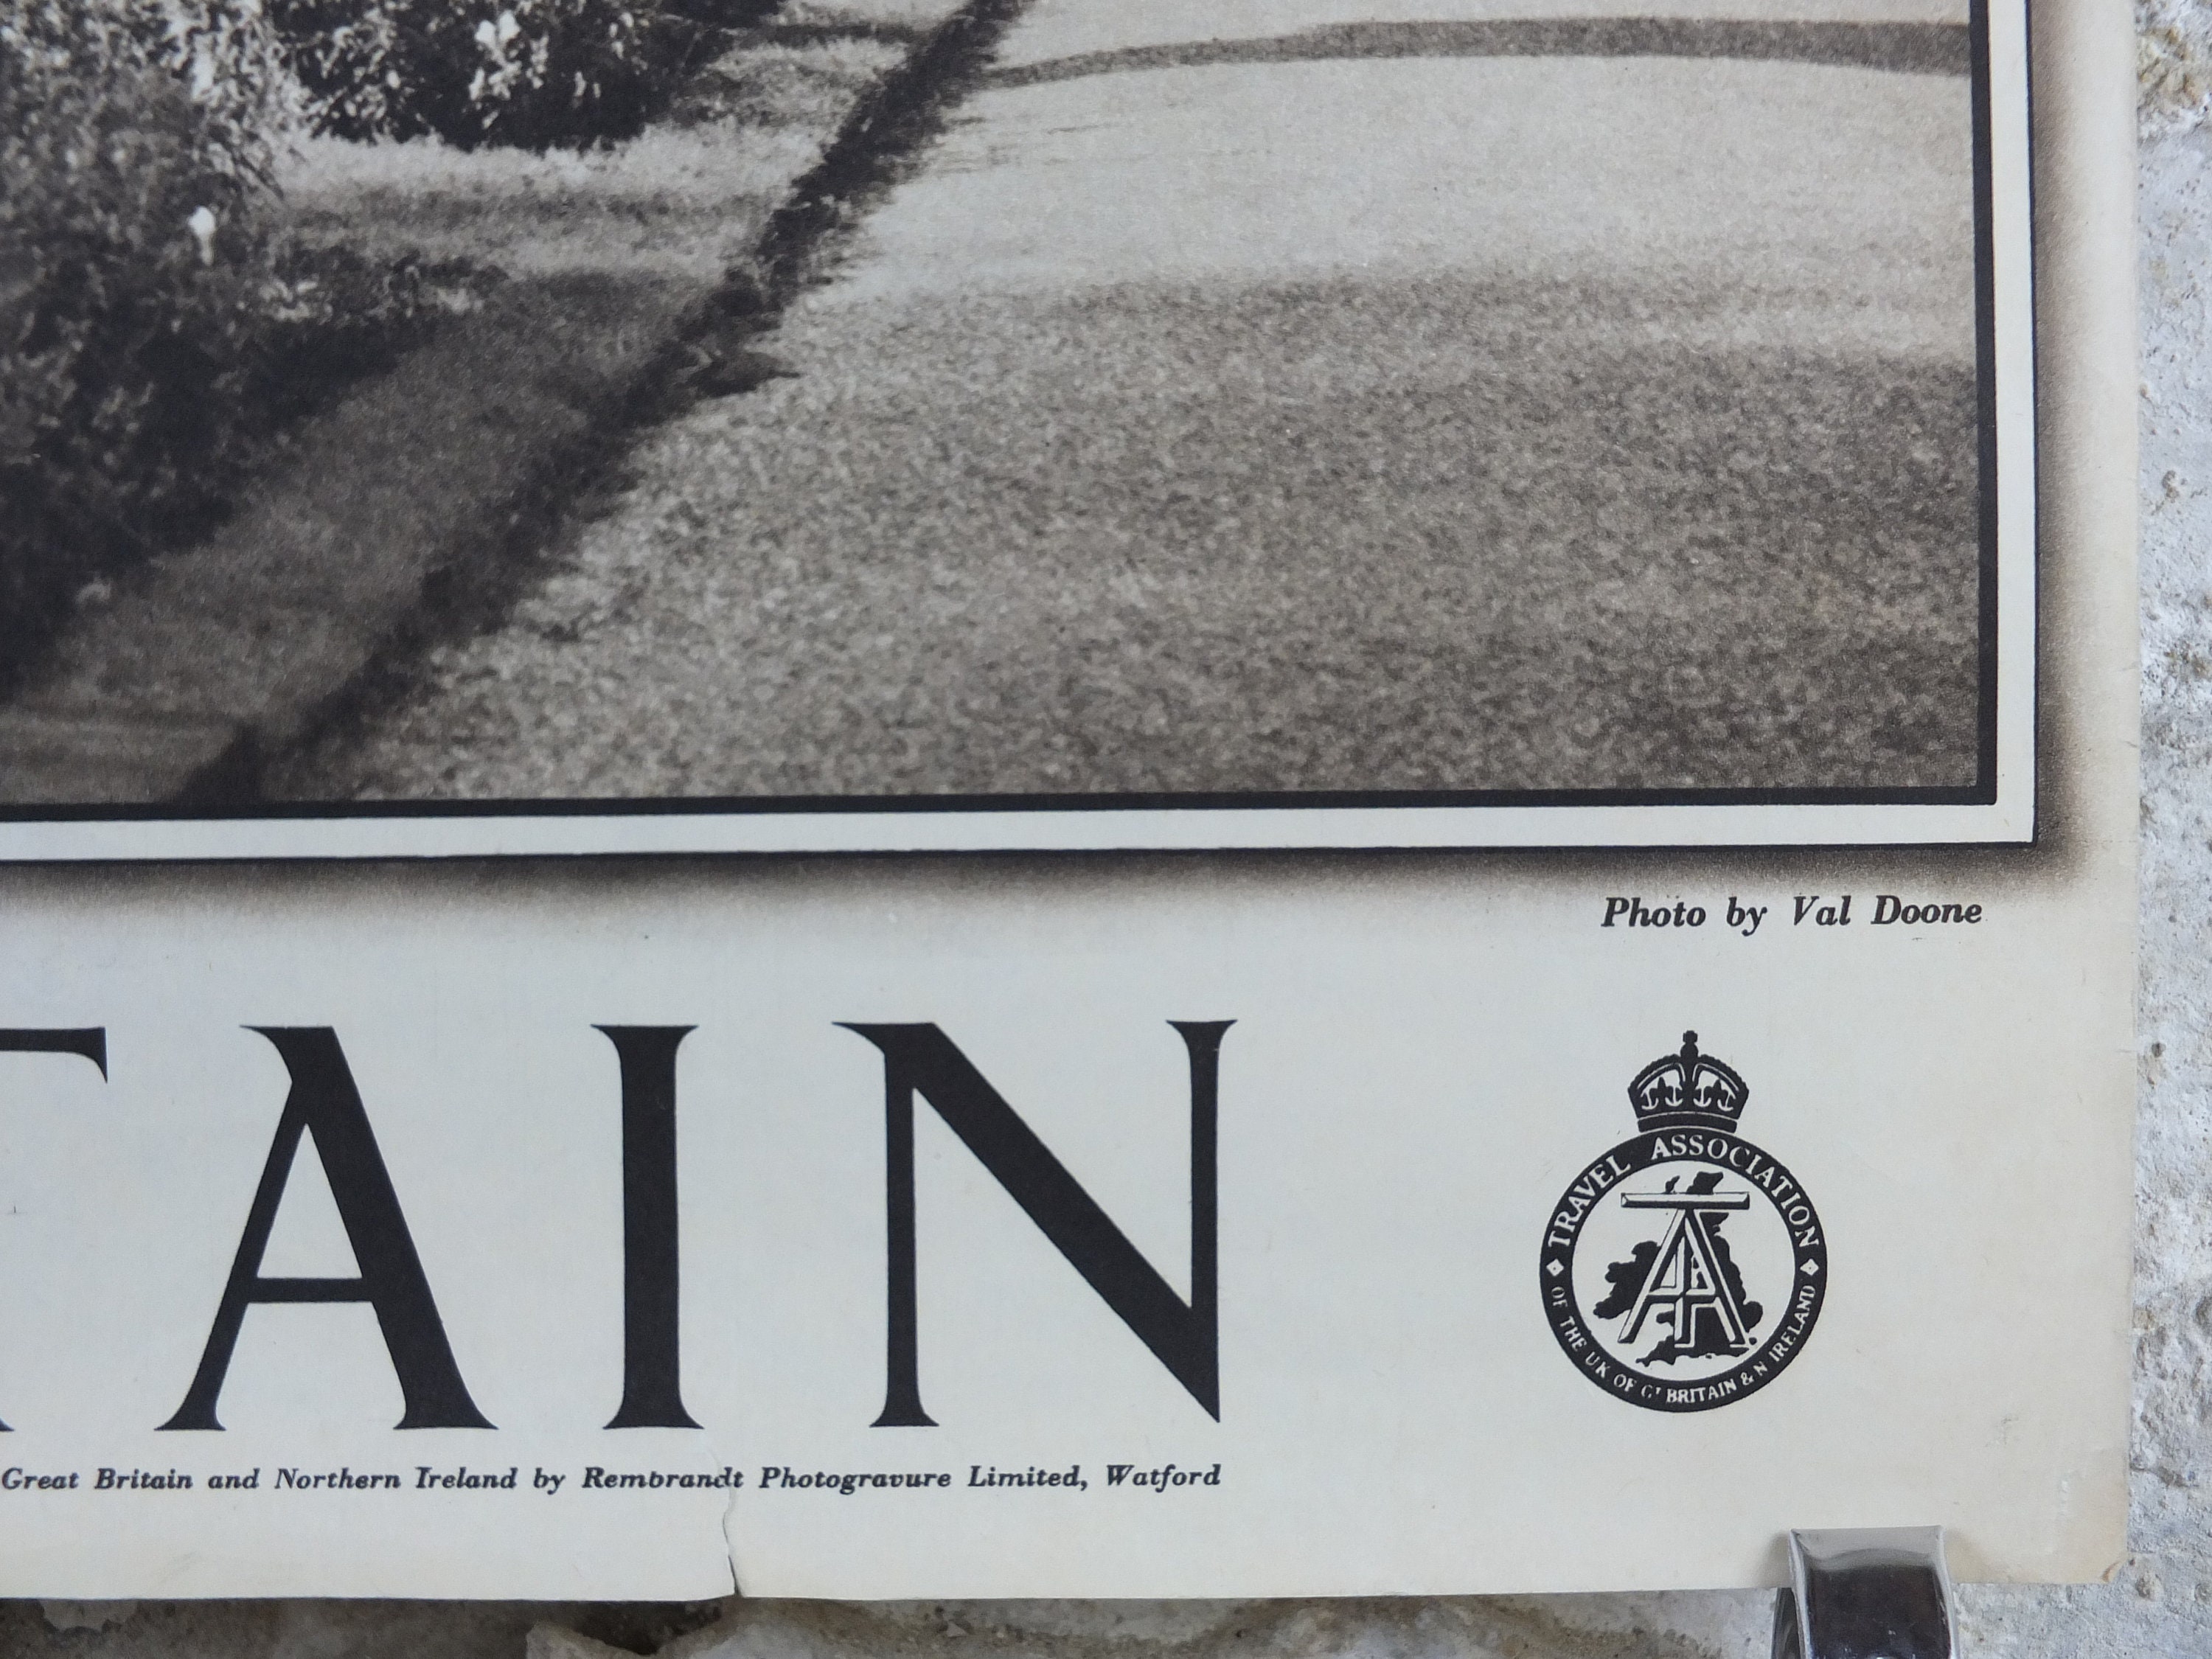 Photo by Val Doone
TAIN
TRAVEL ASSOCIATION
OF THE UK OF Gᵀ BRITAIN & N IRELAND
Great Britain and Northern Ireland by Rembrandt Photogravure Limited, Watford